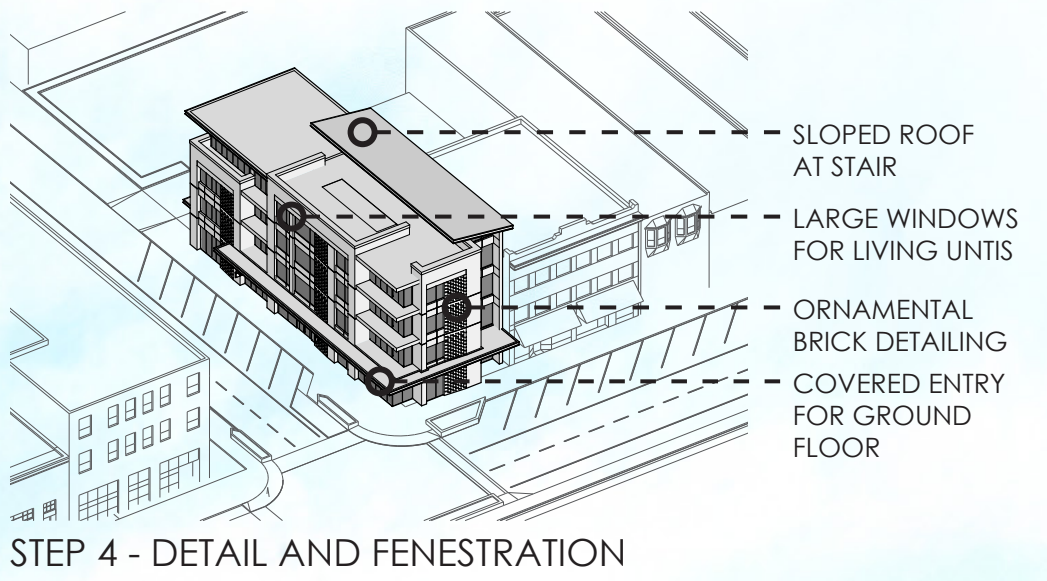 SLOPED ROOF
AT STAIR
LARGE WINDOWS
FOR LIVING UNTIS
ORNAMENTAL
BRICK DETAILING
COVERED ENTRY
FOR GROUND
FLOOR
STEP 4 - DETAIL AND FENESTRATION